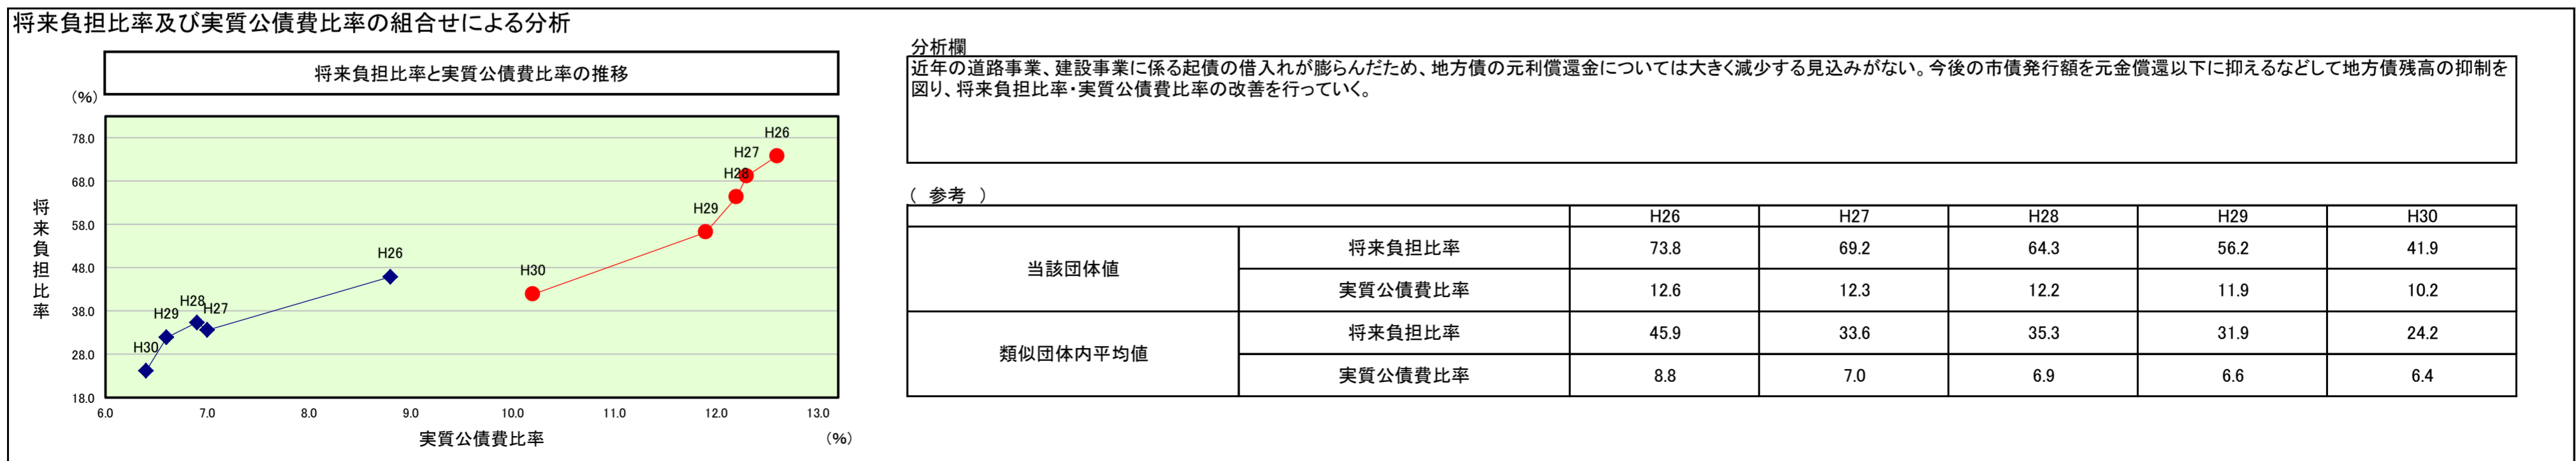 将来負担比率及び実質公債費比率の組合せによる分析
将来負担比率と実質公債費比率の推移
(%)
78.0
68.0
58.0
48.0
38.0
28.0
18.0
将来負担比率
H26
H27
H28
H29
H30
H26
H28
H27
H29
H30
6.0 7.0 8.0 9.0 10.0 11.0 12.0 13.0
実質公債費比率
(%)
分析欄
近年の道路事業、建設事業に係る起債の借入れが膨らんだため、地方債の元利償還金については大きく減少する見込みがない。今後の市債発行額を元金償還以下に抑えるなどして地方債残高の抑制を
図り、将来負担比率・実質公債費比率の改善を行っていく。
( 参考 )
H26 H27 H28 H29 H30
当該団体値
将来負担比率 73.8 69.2 64.3 56.2 41.9
実質公債費比率 12.6 12.3 12.2 11.9 10.2
類似団体内平均値
将来負担比率 45.9 33.6 35.3 31.9 24.2
実質公債費比率 8.8 7.0 6.9 6.6 6.4